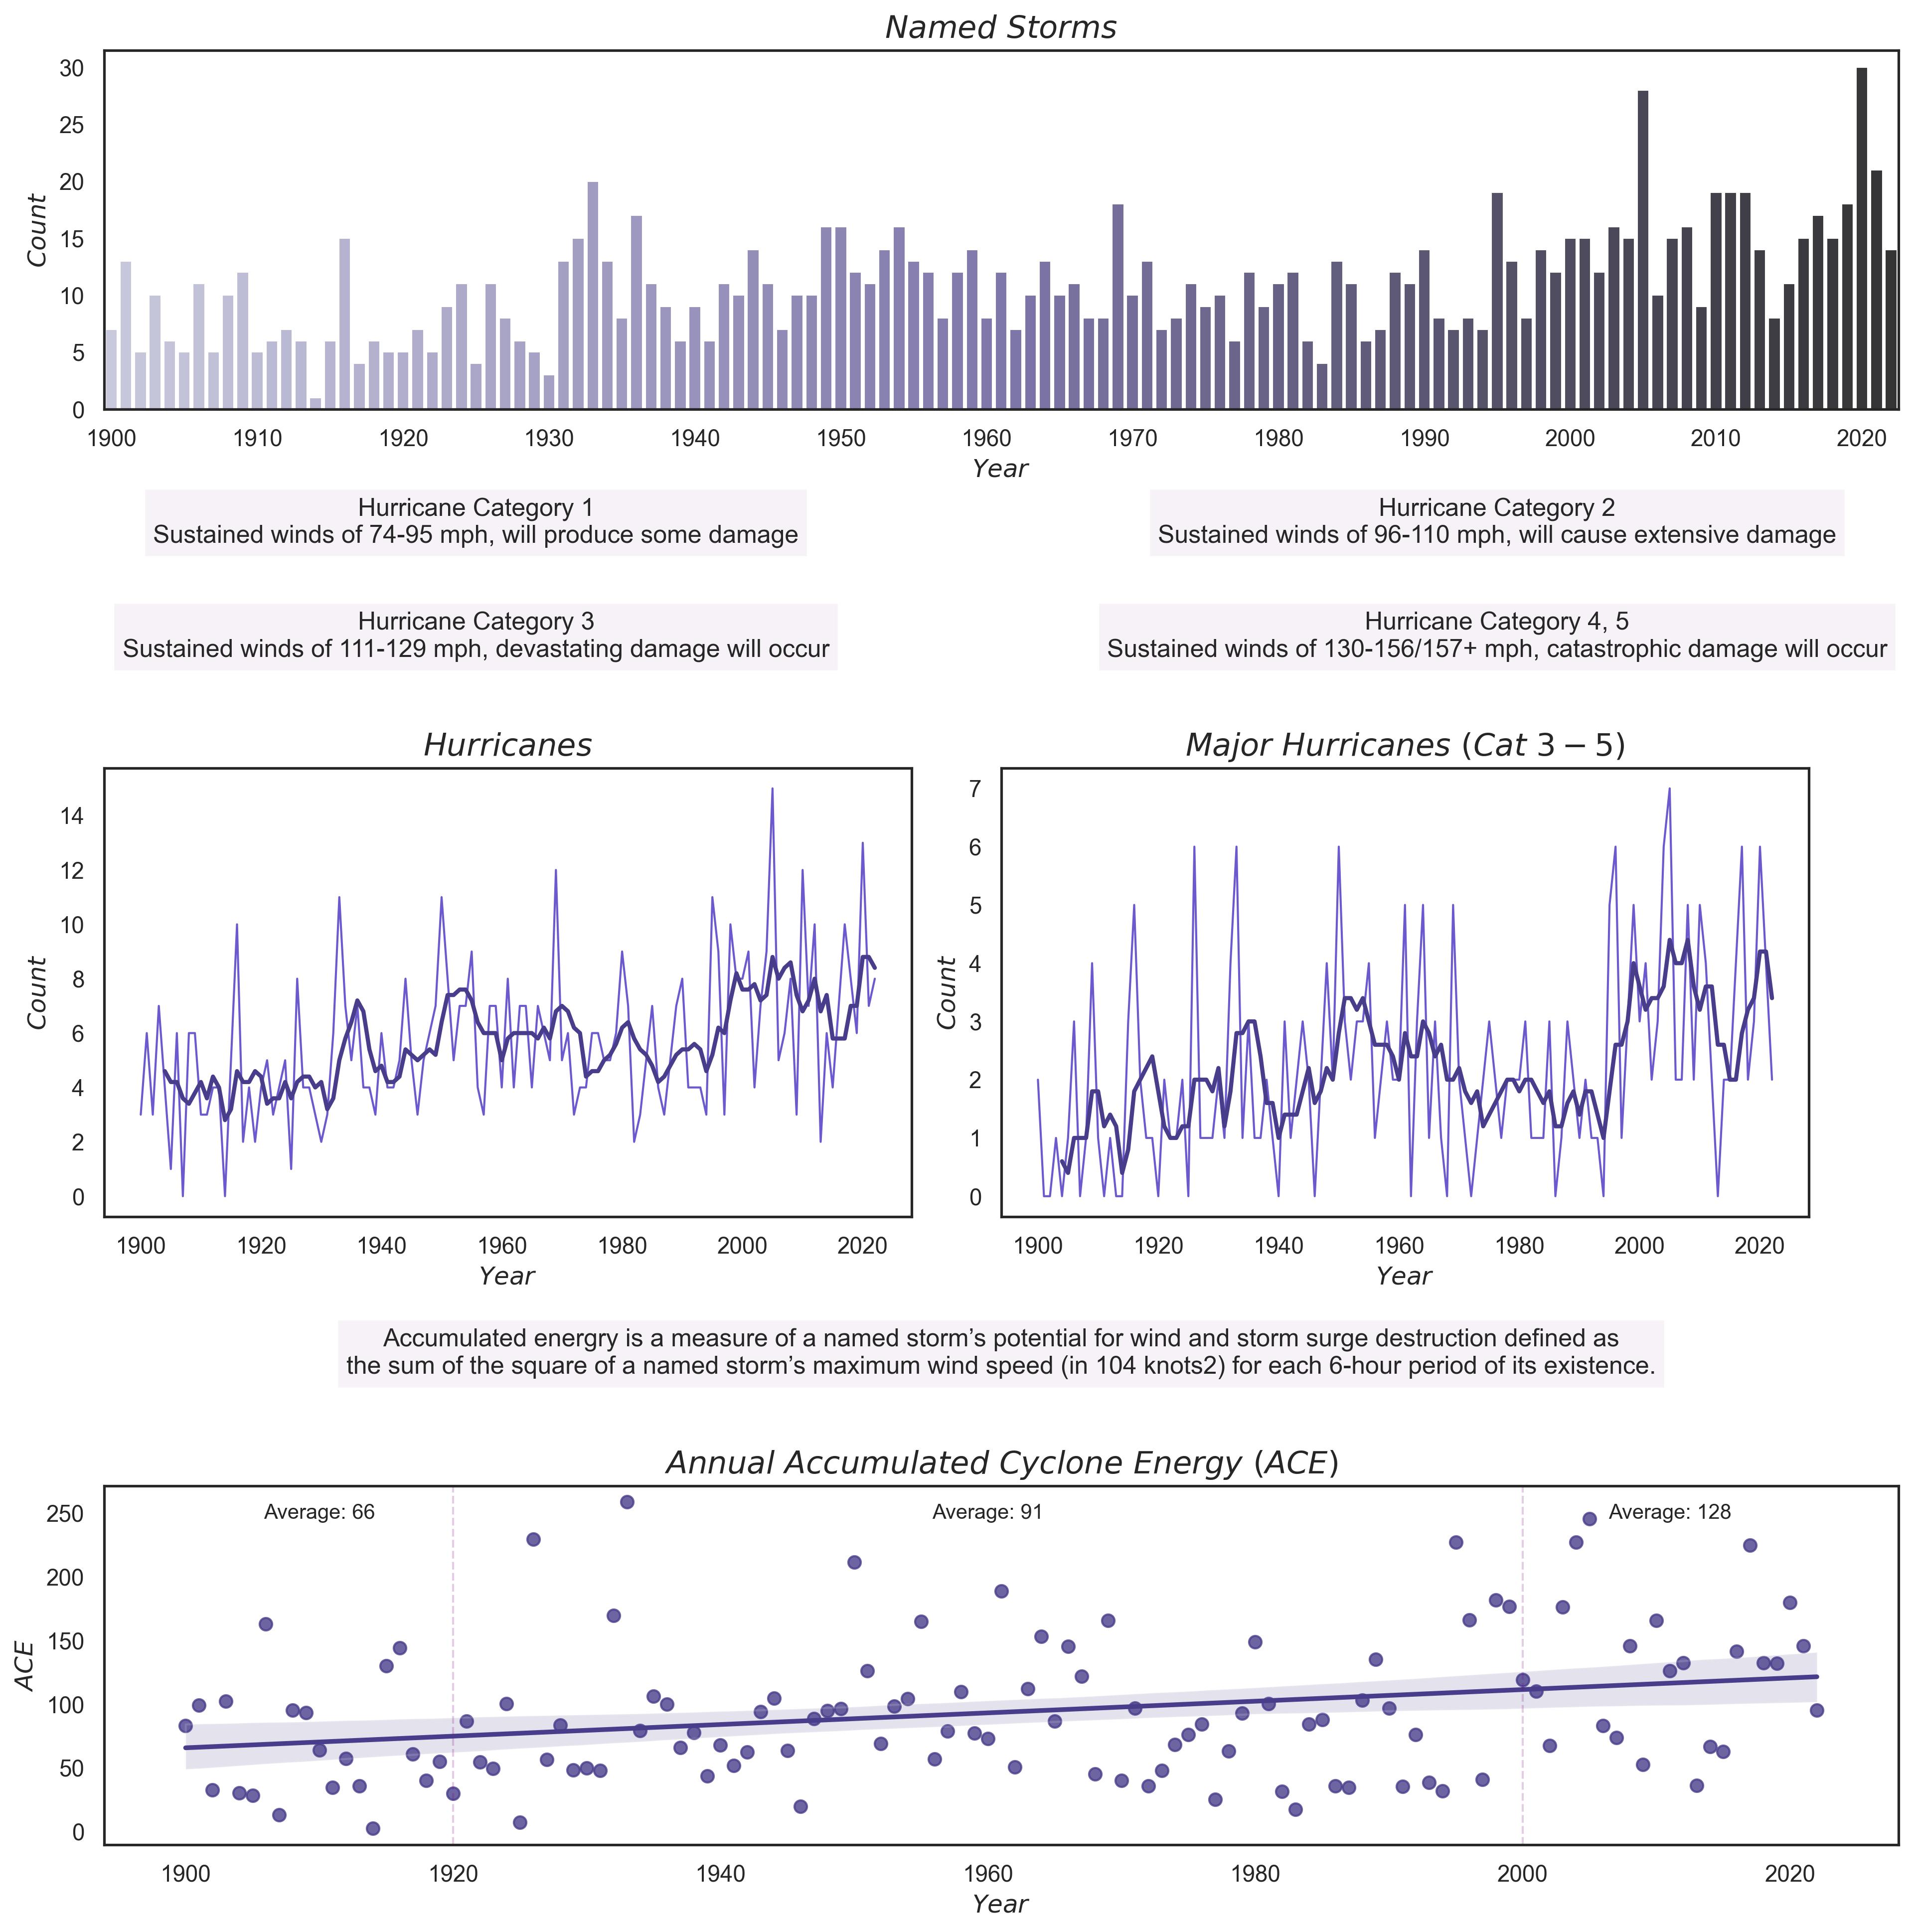 Named Storms
30
25
20
15
10
5
0
Count
1900 1910 1920 1930 1940 1950 1960 1970 1980 1990 2000 2010 2020
Year
Hurricane Category 1
Sustained winds of 74-95 mph, will produce some damage
Hurricane Category 2
Sustained winds of 96-110 mph, will cause extensive damage
Hurricane Category 3
Sustained winds of 111-129 mph, devastating damage will occur
Hurricane Category 4, 5
Sustained winds of 130-156/157+ mph, catastrophic damage will occur
Hurricanes
14
12
10
8
6
4
2
0
Count
1900 1920 1940 1960 1980 2000 2020
Year
Major Hurricanes (Cat 3 − 5)
7
6
5
4
3
2
1
0
Count
1900 1920 1940 1960 1980 2000 2020
Year
Accumulated energry is a measure of a named storm’s potential for wind and storm surge destruction defined as
the sum of the square of a named storm’s maximum wind speed (in 104 knots2) for each 6-hour period of its existence.
Annual Accumulated Cyclone Energy (ACE)
250
200
150
100
50
0
ACE
Average: 66
Average: 91
Average: 128
1900 1920 1940 1960 1980 2000 2020
Year